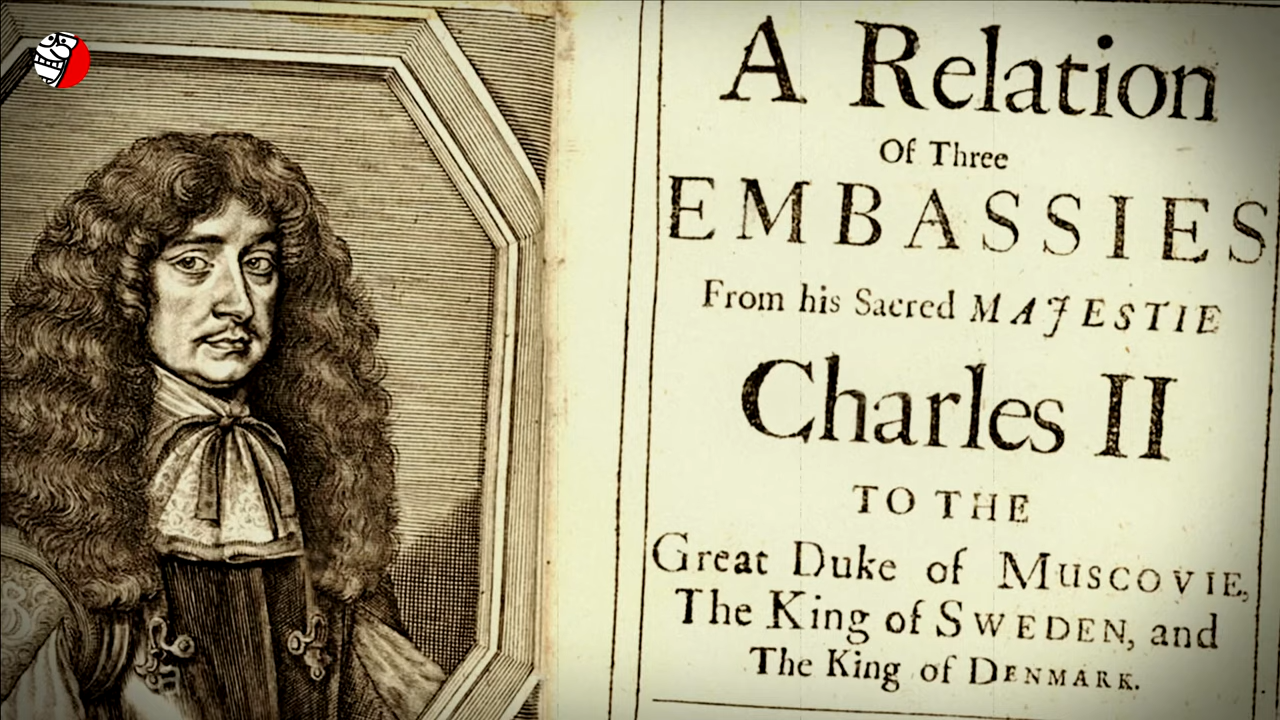 A Relation
Of Three
EMBASSIES
From his Sacred MAJESTIE
Charles II
TO THE
Great Duke of MUSCOVIE,
The King of SWEDEN, and
The King of DENMARK.